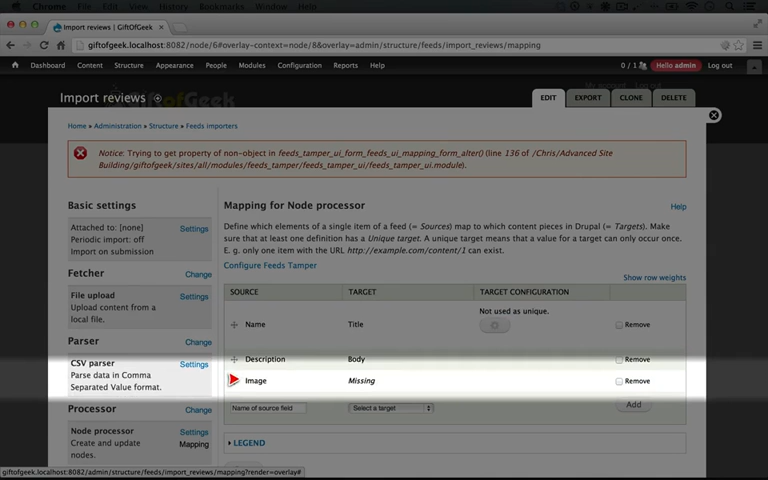 Chrome File Edit View History Bookmarks Window Help
Import reviews | GiftOfGeek
giftofgeek.localhost:8082/node/6#overlay-context=node/8&overlay=admin/structure/feeds/import_reviews/mapping
Dashboard Content Structure Appearance People Modules Configuration Reports Help 0 / 1 Hello admin Log out
My account Log out
Import reviews
GiftofGeek
EDIT EXPORT CLONE DELETE
Home » Administration » Structure » Feeds importers
Notice: Trying to get property of non-object in feeds_tamper_ui_form_feeds_ui_mapping_form_alter() (line 136 of /Chris/Advanced Site
Building/giftofgeek/sites/all/modules/feeds_tamper/feeds_tamper_ui/feeds_tamper_ui.module).
Basic settings
Attached to: [none] Settings
Periodic import: off
Import on submission
Fetcher Change
File upload Settings
Upload content from a
local file.
Parser Change
CSV parser Settings
Parse data in Comma
Separated Value format.
Processor Change
Node processor Settings
Create and update Mapping
nodes.
Mapping for Node processor
Help
Define which elements of a single item of a feed (= Sources) map to which content pieces in Drupal (= Targets). Make
sure that at least one definition has a Unique target. A unique target means that a value for a target can only occur once.
E. g. only one item with the URL http://example.com/content/1 can exist.
Configure Feeds Tamper
Show row weights
SOURCE TARGET TARGET CONFIGURATION
Not used as unique.
Name Title Remove
Description Body Remove
Image Missing Remove
Name of source field Select a target Add
LEGEND
giftofgeek.localhost:8082/admin/structure/feeds/import_reviews/mapping?render=overlay#